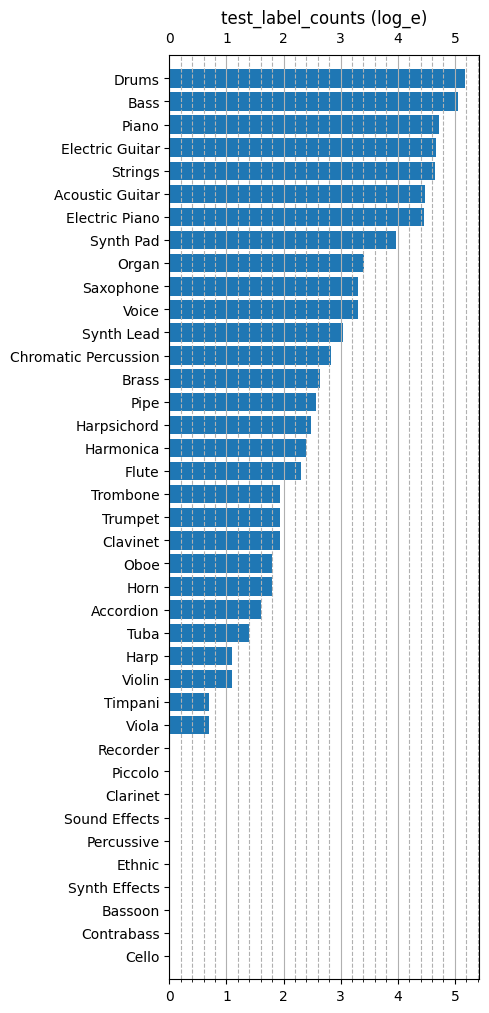 test_label_counts (log_e)
0 1 2 3 4 5
Drums
Bass
Piano
Electric Guitar
Strings
Acoustic Guitar
Electric Piano
Synth Pad
Organ
Saxophone
Voice
Synth Lead
Chromatic Percussion
Brass
Pipe
Harpsichord
Harmonica
Flute
Trombone
Trumpet
Clavinet
Oboe
Horn
Accordion
Tuba
Harp
Violin
Timpani
Viola
Recorder
Piccolo
Clarinet
Sound Effects
Percussive
Ethnic
Synth Effects
Bassoon
Contrabass
Cello
0 1 2 3 4 5